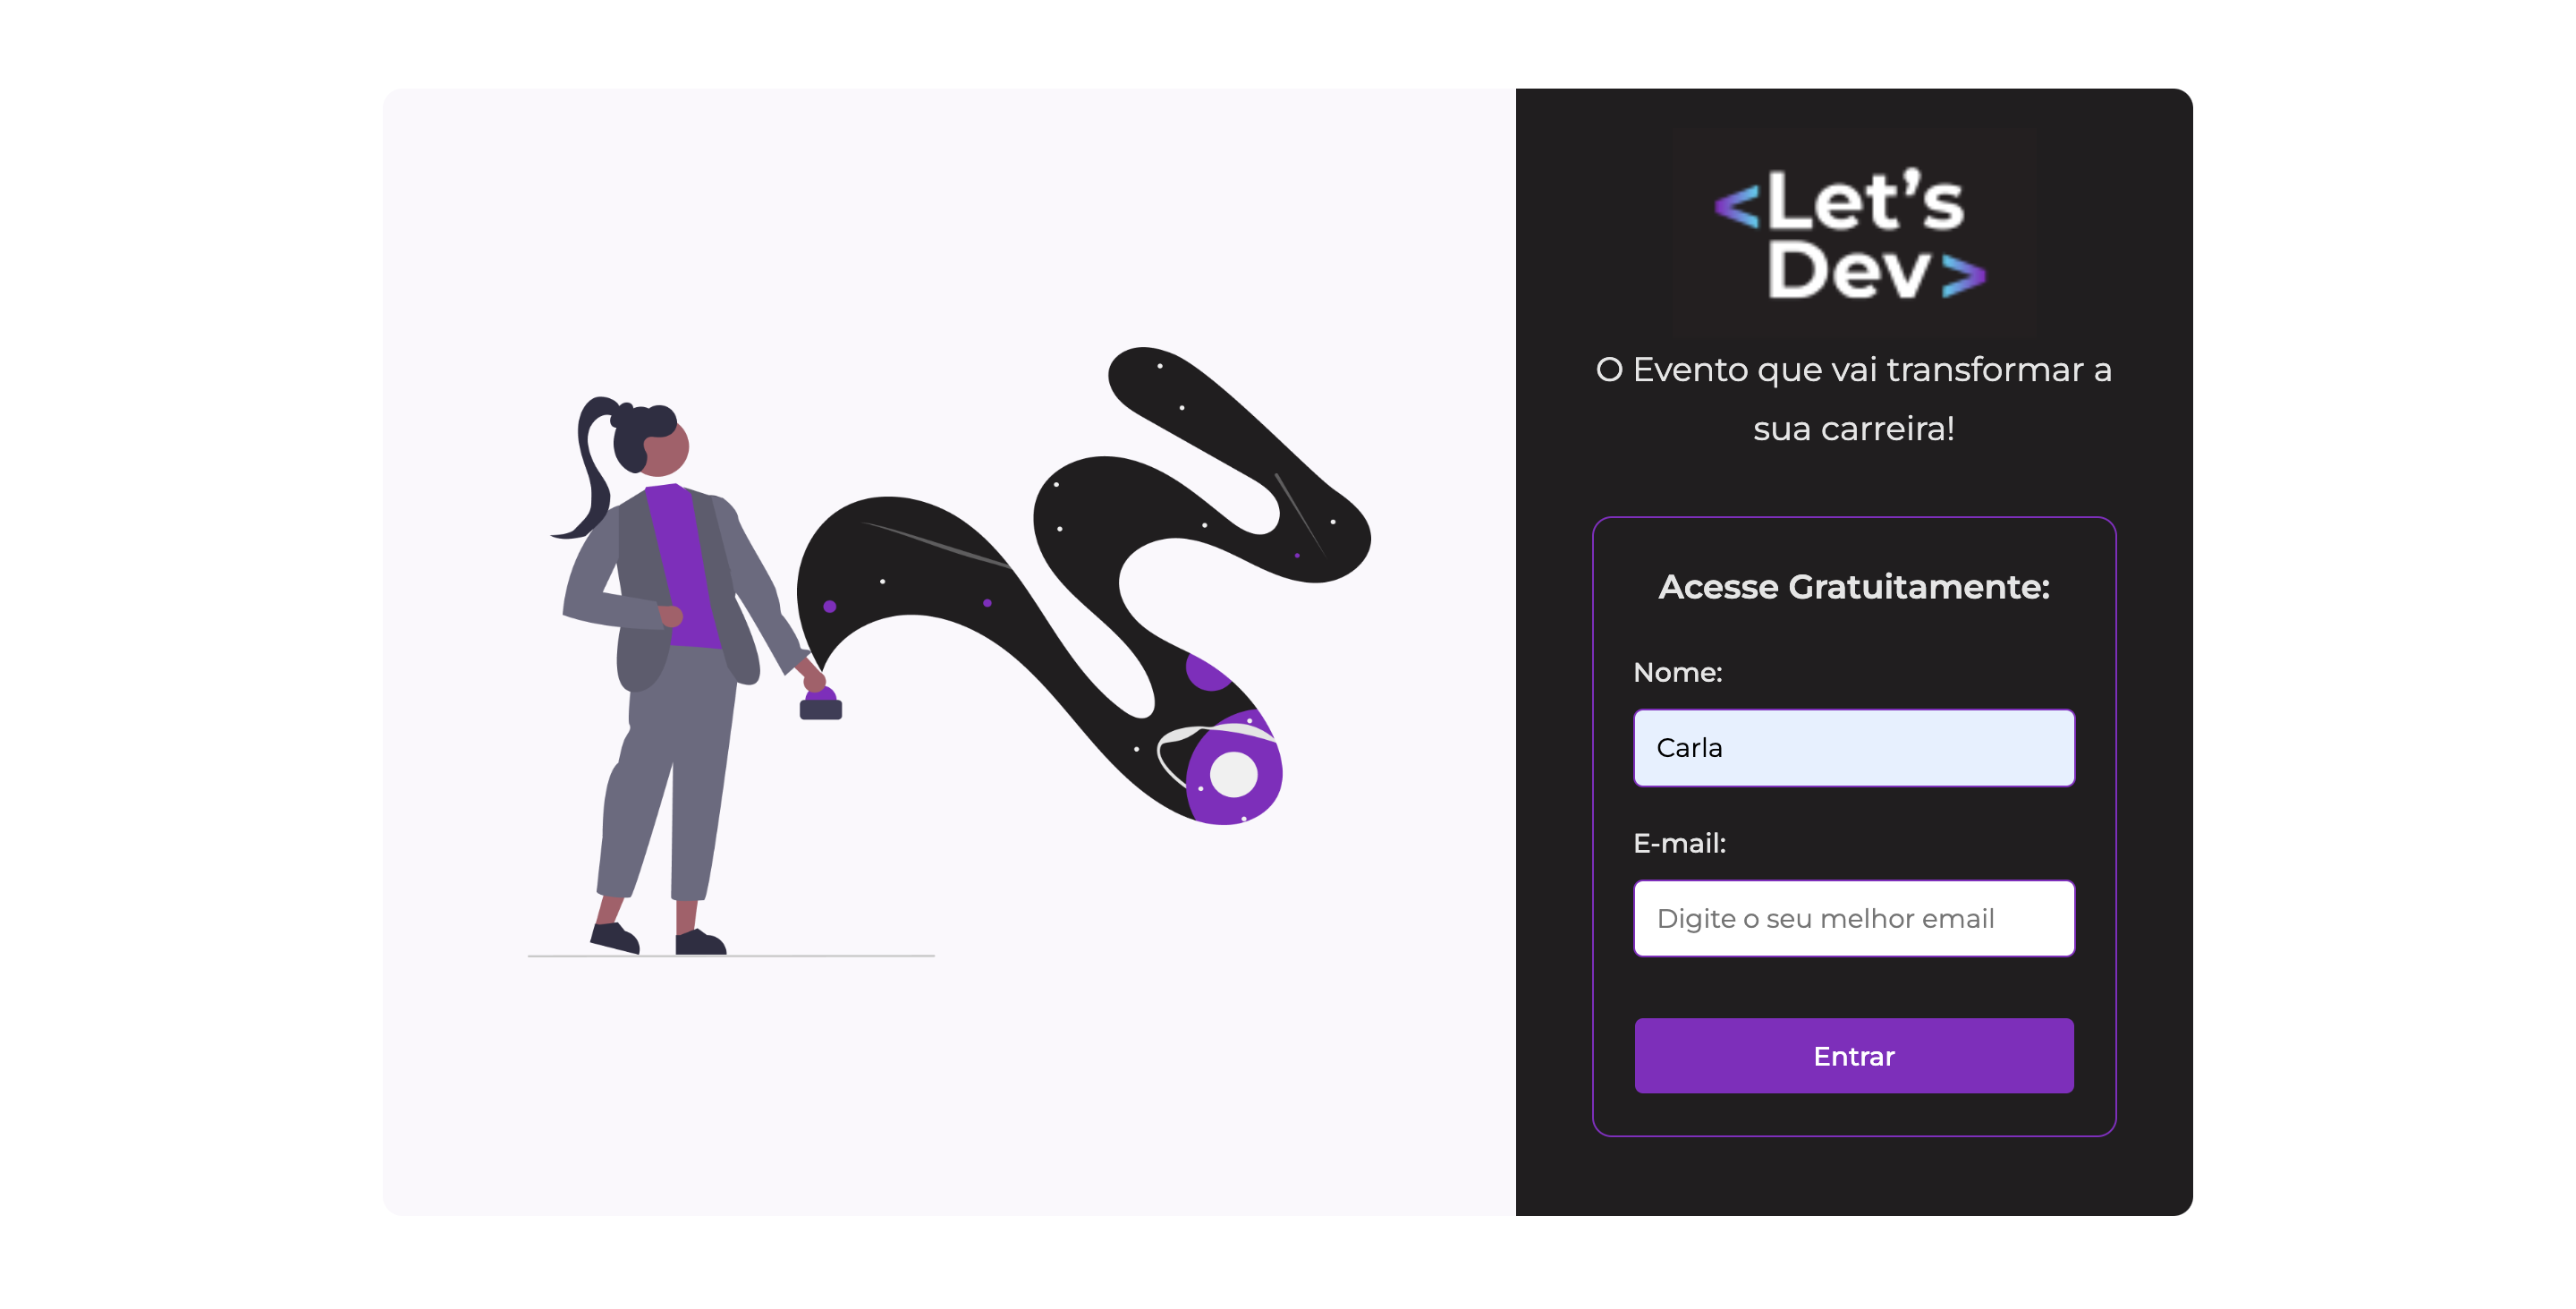 <Let's
Dev>
O Evento que vai transformar a
sua carreira!
Acesse Gratuitamente:
Nome:
Carla
E-mail:
Digite o seu melhor email
Entrar